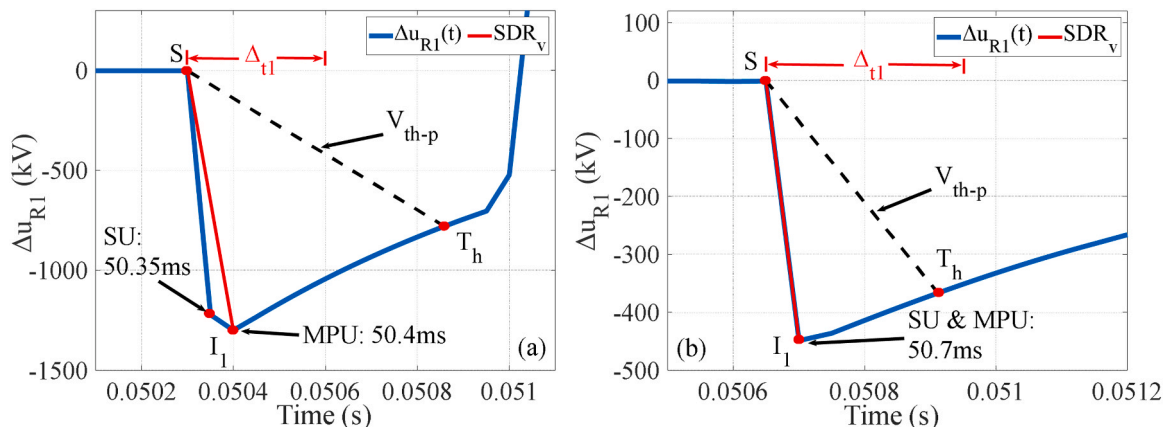 Δu_R1(t) SDR_v
S
Δ_t1
V_th-p
SU:
50.35ms
T_h
MPU: 50.4ms
I_1
(a)
0
-500
-1000
-1500
Δu_R1 (kV)
0.0502 0.0504 0.0506 0.0508 0.051
Time (s)
Δu_R1(t) SDR_v
S
Δ_t1
V_th-p
T_h
SU & MPU:
50.7ms
I_1
(b)
100
0
-100
-200
-300
-400
-500
Δu_R1 (kV)
0.0506 0.0508 0.051 0.0512
Time (s)